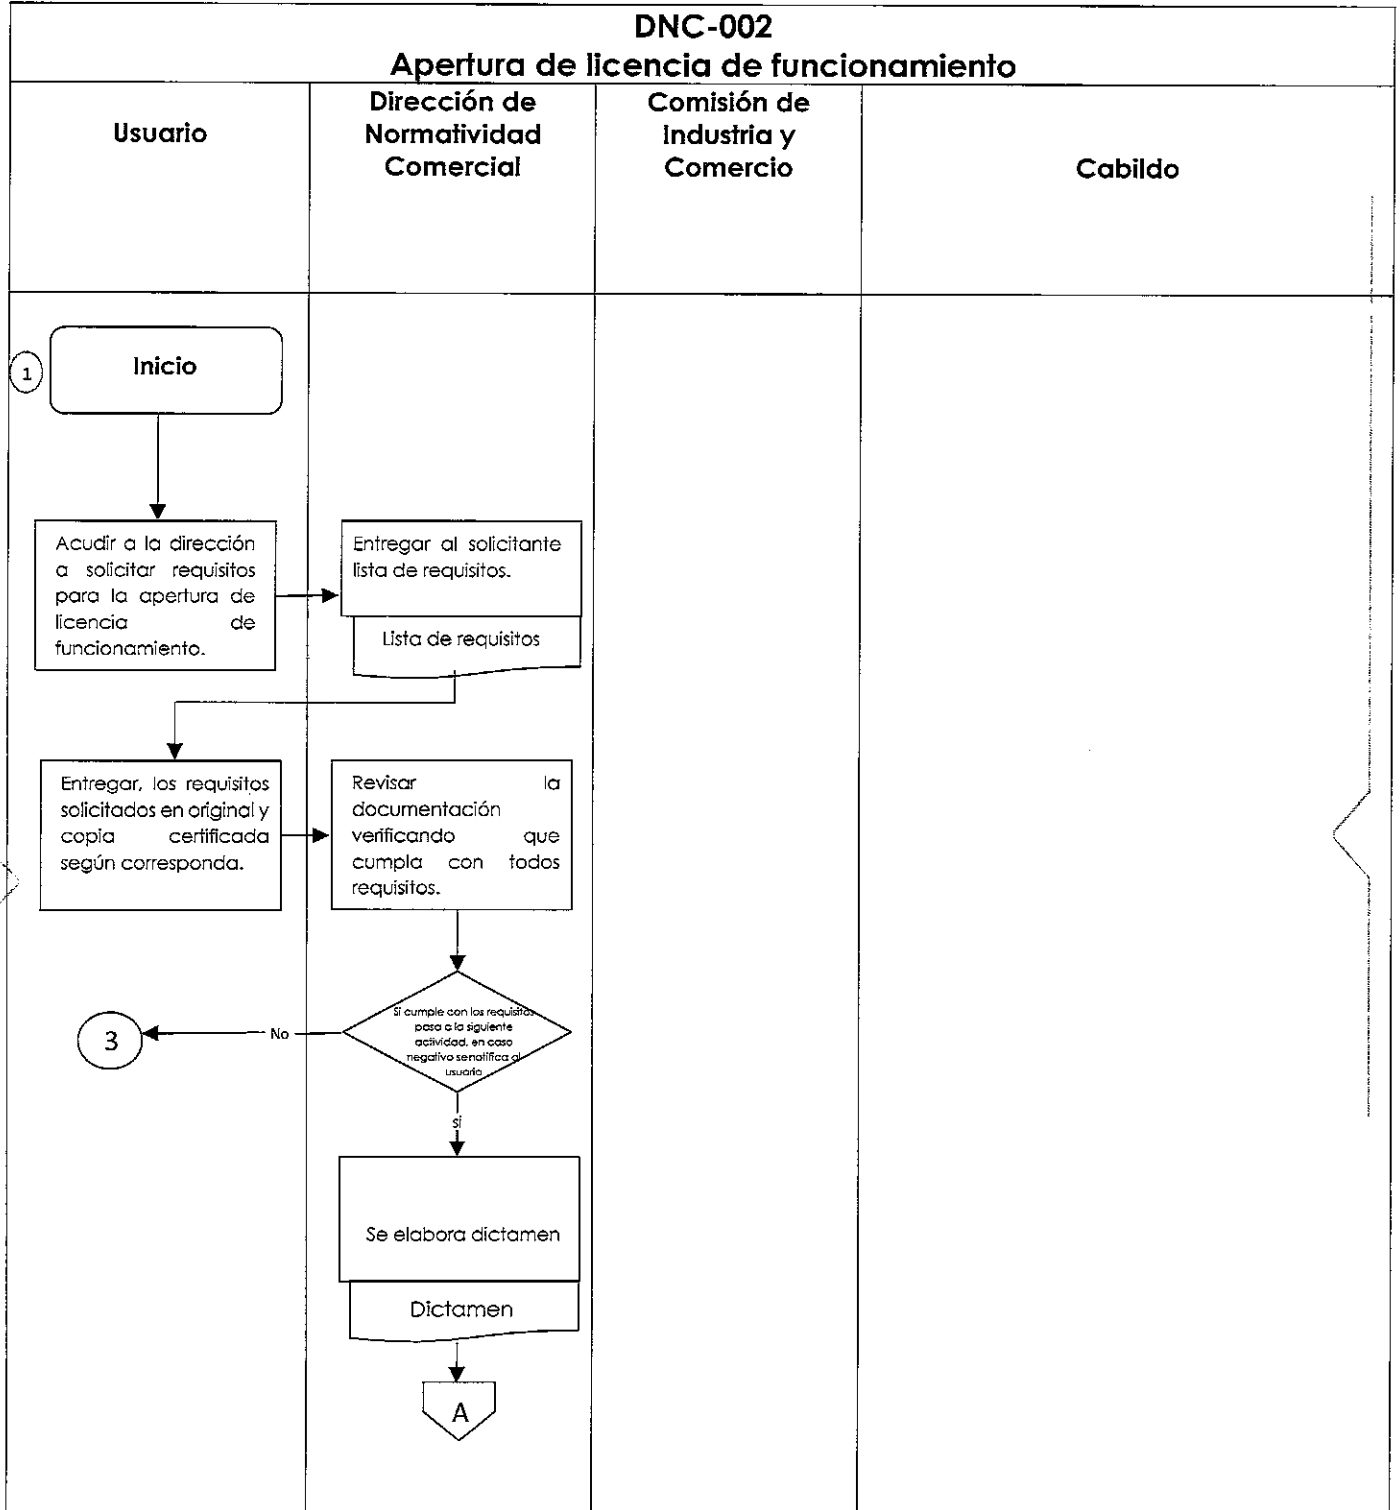 DNC-002
Apertura de licencia de funcionamiento
Usuario
Dirección de
Normatividad
Comercial
Comisión de
Industria y
Comercio
Cabildo
1
Inicio
Acudir a la dirección
a solicitar requisitos
para la apertura de
licencia de
funcionamiento.
Entregar al solicitante
lista de requisitos.
Lista de requisitos
Entregar, los requisitos
solicitados en original y
copia certificada
según corresponda.
Revisar la
documentación
verificando que
cumpla con todos
requisitos.
Si cumple con los requisitos
pasa a la siguiente
actividad, en caso
negativo se notifica al
usuario
No
3
si
Se elabora dictamen
Dictamen
A